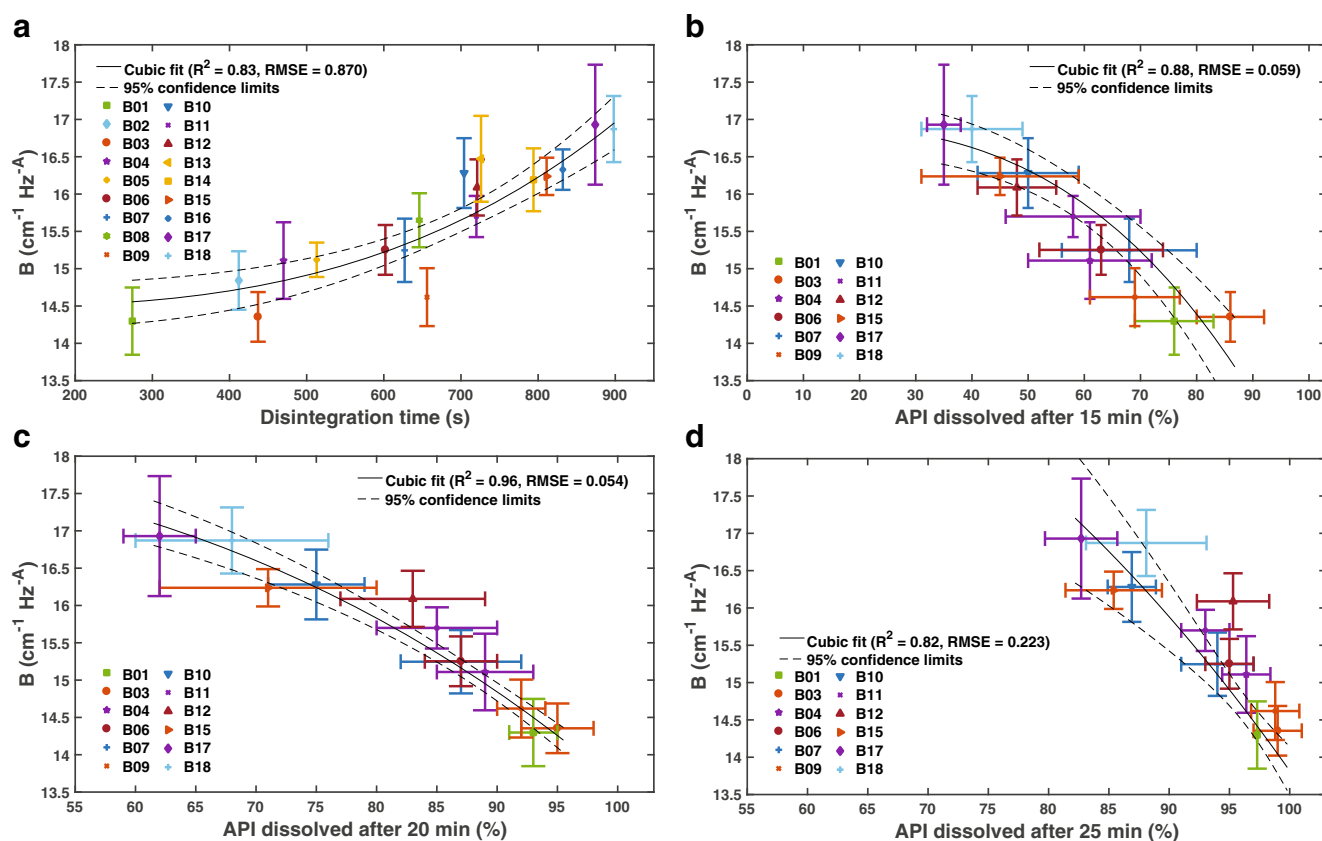 a
18
17.5
17
16.5
16
15.5
15
14.5
14
13.5
B (cm⁻¹ Hz⁻ᴬ)
Cubic fit (R² = 0.83, RMSE = 0.870)
95% confidence limits
B01 B10
B02 B11
B03 B12
B04 B13
B05 B14
B06 B15
B07 B16
B08 B17
B09 B18
200 300 400 500 600 700 800 900
Disintegration time (s)
b
18
17.5
17
16.5
16
15.5
15
14.5
14
13.5
B (cm⁻¹ Hz⁻ᴬ)
Cubic fit (R² = 0.88, RMSE = 0.059)
95% confidence limits
B01 B10
B03 B11
B04 B12
B06 B15
B07 B17
B09 B18
0 10 20 30 40 50 60 70 80 90 100
API dissolved after 15 min (%)
c
18
17.5
17
16.5
16
15.5
15
14.5
14
13.5
B (cm⁻¹ Hz⁻ᴬ)
Cubic fit (R² = 0.96, RMSE = 0.054)
95% confidence limits
B01 B10
B03 B11
B04 B12
B06 B15
B07 B17
B09 B18
55 60 65 70 75 80 85 90 95 100
API dissolved after 20 min (%)
d
18
17.5
17
16.5
16
15.5
15
14.5
14
13.5
B (cm⁻¹ Hz⁻ᴬ)
Cubic fit (R² = 0.82, RMSE = 0.223)
95% confidence limits
B01 B10
B03 B11
B04 B12
B06 B15
B07 B17
B09 B18
55 60 65 70 75 80 85 90 95 100
API dissolved after 25 min (%)